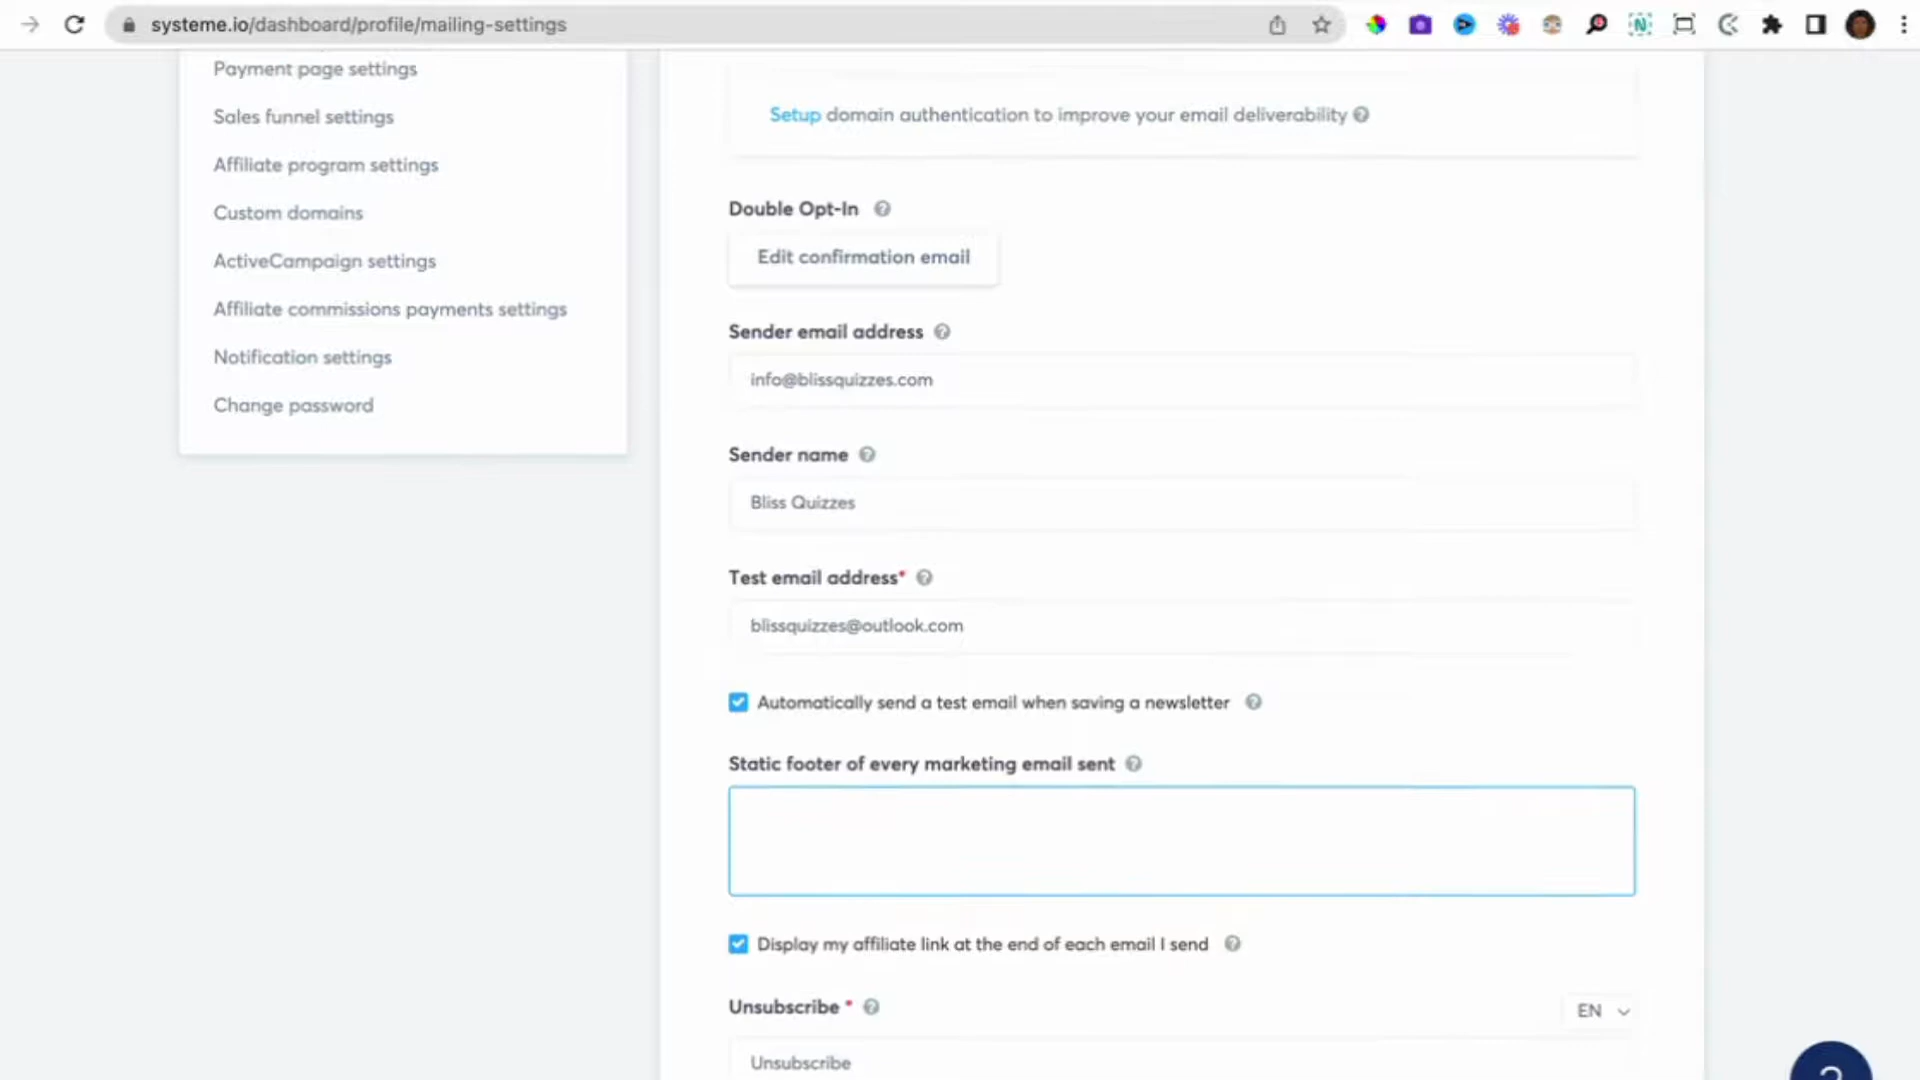 systeme.io/dashboard/profile/mailing-settings
Payment page settings
Sales funnel settings
Affiliate program settings
Custom domains
ActiveCampaign settings
Affiliate commissions payments settings
Notification settings
Change password
Setup domain authentication to improve your email deliverability ?
Double Opt-In ?
Edit confirmation email
Sender email address ?
info@blissquizzes.com
Sender name ?
Bliss Quizzes
Test email address* ?
blissquizzes@outlook.com
Automatically send a test email when saving a newsletter ?
Static footer of every marketing email sent ?
Display my affiliate link at the end of each email I send ?
Unsubscribe * ?
EN
Unsubscribe
?